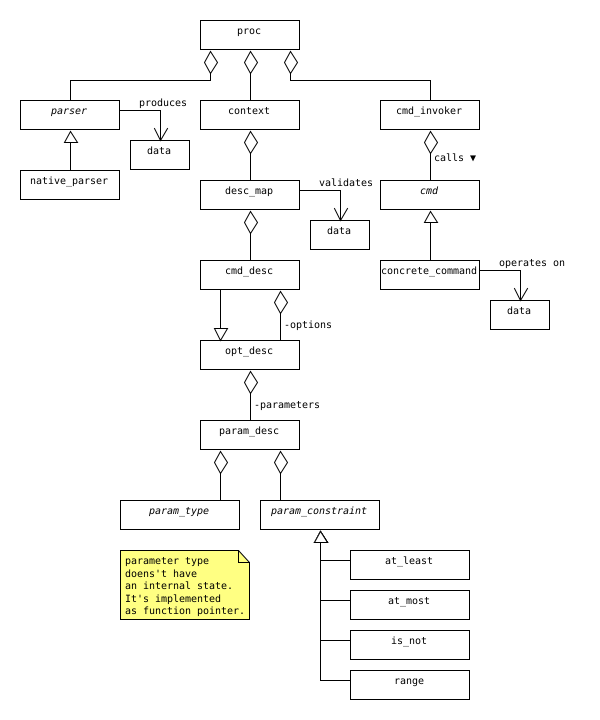 proc
parser
produces
context
cmd_invoker
data
calls ▼
native_parser
desc_map
validates
cmd
data
cmd_desc
concrete_command
operates on
data
-options
opt_desc
-parameters
param_desc
param_type
param_constraint
parameter type
doens't have
an internal state.
It's implemented
as function pointer.
at_least
at_most
is_not
range